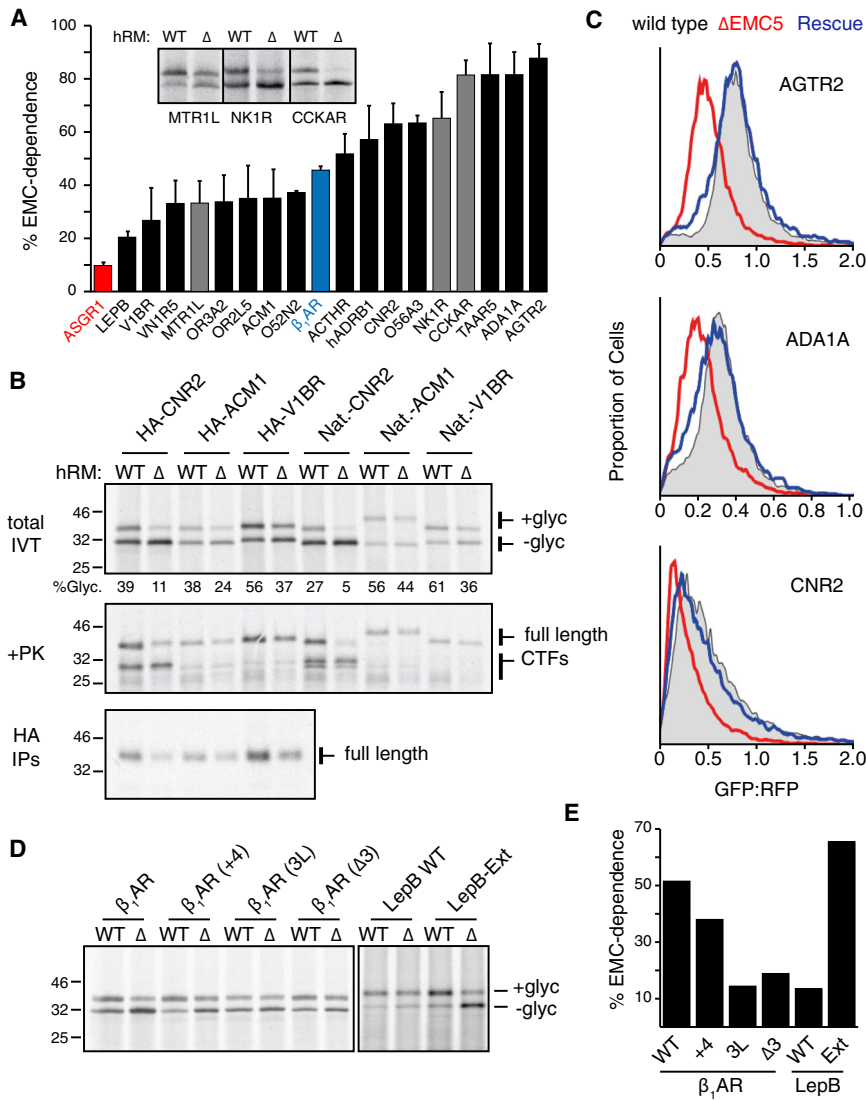 A
hRM: WT Δ WT Δ WT Δ
MTR1L NK1R CCKAR
% EMC-dependence
100
80
60
40
20
0
ASGR1 LEPB V1BR VN1R5 MTR1L OR3A2 OR2L5 ACM1 O52N2 β₁AR ACTHR hADRB1 CNR2 O56A3 NK1R CCKAR TAAR5 ADA1A AGTR2
B
HA-CNR2 HA-ACM1 HA-V1BR Nat.-CNR2 Nat.-ACM1 Nat.-V1BR
hRM: WT Δ WT Δ WT Δ WT Δ WT Δ WT Δ
total IVT
46
32
25
+glyc
-glyc
%Glyc. 39 11 38 24 56 37 27 5 56 44 61 36
+PK
46
32
25
full length
CTFs
HA IPs
46
32
full length
C
wild type ΔEMC5 Rescue
AGTR2
0 0.5 1.0 1.5 2.0
ADA1A
0 0.2 0.4 0.6 0.8 1.0
CNR2
0 0.5 1.0 1.5 2.0
Proportion of Cells
GFP:RFP
D
β₁AR β₁AR (+4) β₁AR (3L) β₁AR (Δ3) LepB WT LepB-Ext
WT Δ WT Δ WT Δ WT Δ WT Δ WT Δ
46
32
25
+glyc
-glyc
E
% EMC-dependence
70
50
30
10
0
WT +4 3L Δ3 WT Ext
β₁AR LepB